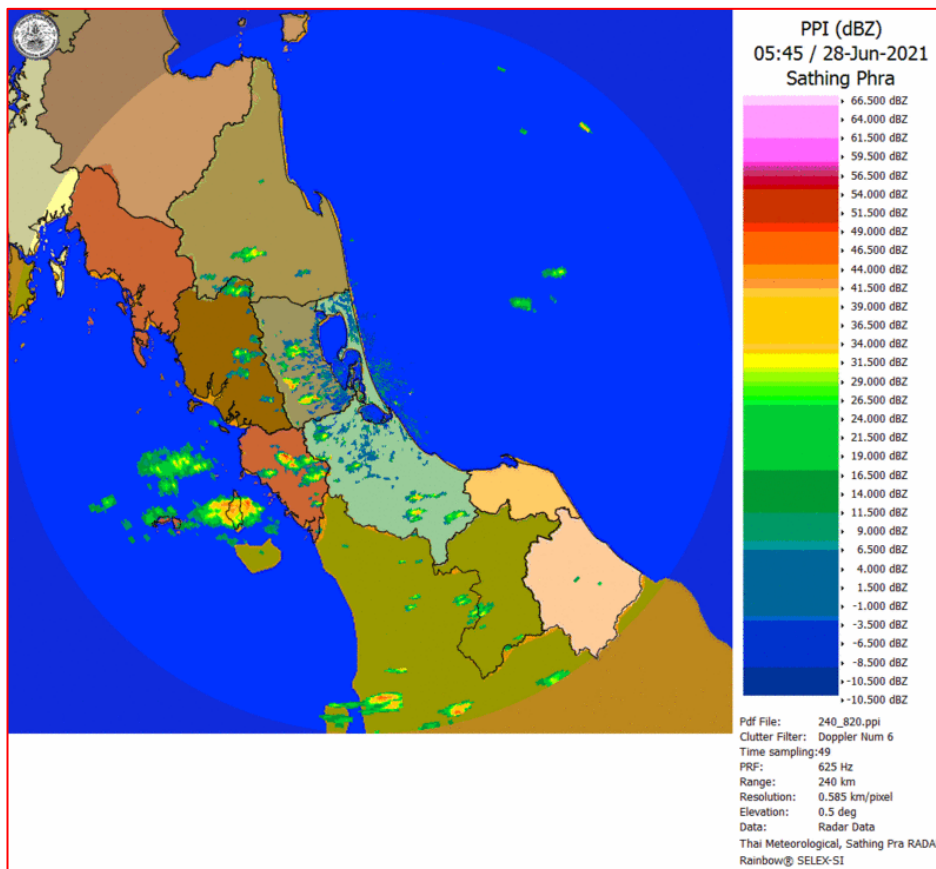 PPI (dBZ)
05:45 / 28-Jun-2021
Sathing Phra
66.500 dBZ
64.000 dBZ
61.500 dBZ
59.500 dBZ
56.500 dBZ
54.000 dBZ
51.500 dBZ
49.000 dBZ
46.500 dBZ
44.000 dBZ
41.500 dBZ
39.000 dBZ
36.500 dBZ
34.000 dBZ
31.500 dBZ
29.000 dBZ
26.500 dBZ
24.000 dBZ
21.500 dBZ
19.000 dBZ
16.500 dBZ
14.000 dBZ
11.500 dBZ
9.000 dBZ
6.500 dBZ
4.000 dBZ
1.500 dBZ
-1.000 dBZ
-3.500 dBZ
-6.500 dBZ
-8.500 dBZ
-10.500 dBZ
-10.500 dBZ
Pdf File: 240_820.ppi
Clutter Filter: Doppler Num 6
Time sampling:49
PRF: 625 Hz
Range: 240 km
Resolution: 0.585 km/pixel
Elevation: 0.5 deg
Data: Radar Data
Thai Meteorological, Sathing Pra RADA
Rainbow® SELEX-SI